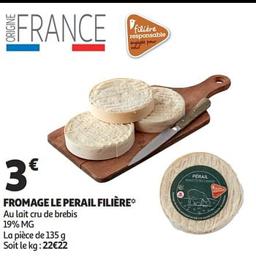 ORIGINE
FRANCE
filière
responsable
3€
FROMAGE LE PERAIL FILIÈRE°
Au lait cru de brebis
19% MG
La pièce de 135 g
Soit le kg : 22€22
PÉRAIL